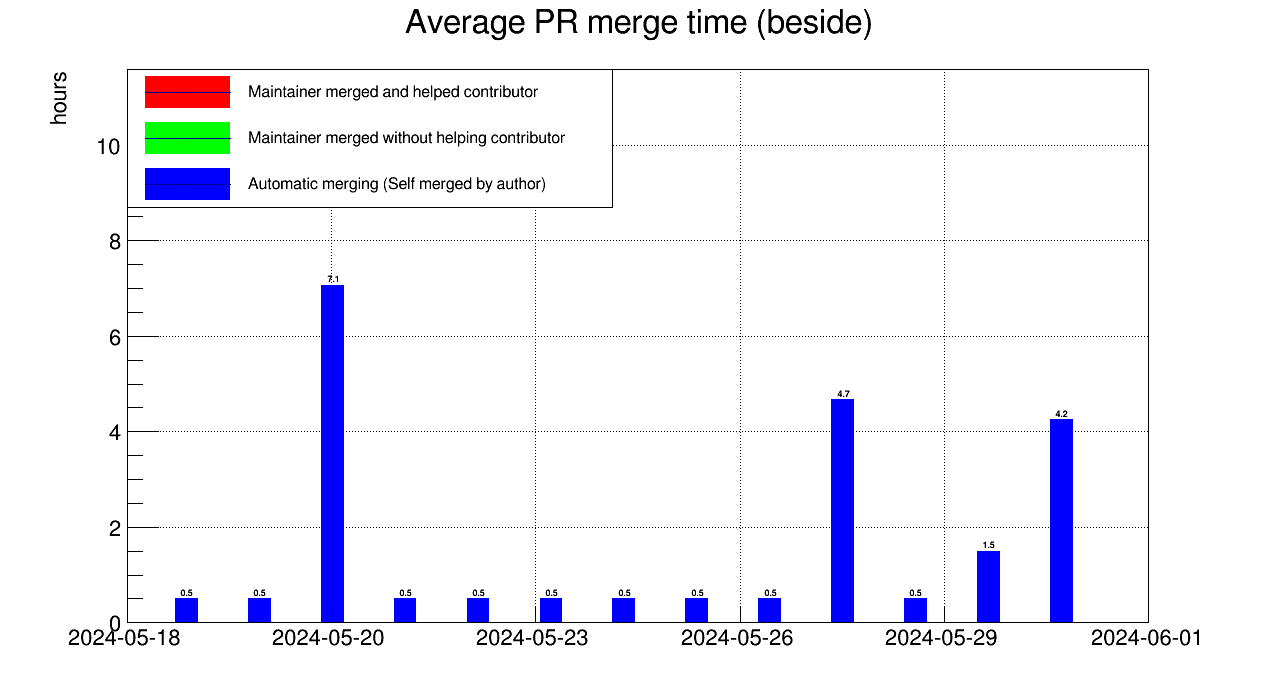 Average PR merge time (beside)
hours
Maintainer merged and helped contributor
Maintainer merged without helping contributor
Automatic merging (Self merged by author)
10
8
6
4
2
0
7.1
4.7
4.2
1.5
0.5 0.5 0.5 0.5 0.5 0.5 0.5 0.5 0.5
2024-05-18 2024-05-20 2024-05-23 2024-05-26 2024-05-29 2024-06-01